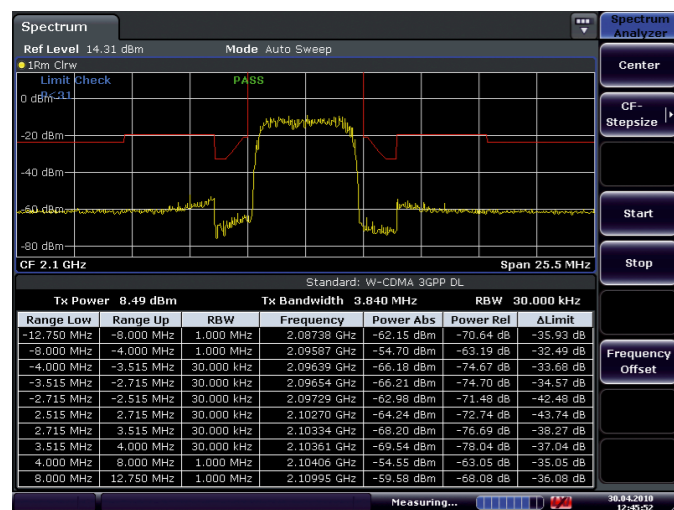 Spectrum
Ref Level 14.31 dBm Mode Auto Sweep
1Rm Clrw
Limit Check PASS
P<31
0 dBm
-20 dBm
-40 dBm
-60 dBm
-80 dBm
CF 2.1 GHz Span 25.5 MHz
Standard: W-CDMA 3GPP DL
Tx Power 8.49 dBm Tx Bandwidth 3.840 MHz RBW 30.000 kHz
Range Low Range Up RBW Frequency Power Abs Power Rel ΔLimit
-12.750 MHz -8.000 MHz 1.000 MHz 2.08738 GHz -62.15 dBm -70.64 dB -35.93 dB
-8.000 MHz -4.000 MHz 1.000 MHz 2.09587 GHz -54.70 dBm -63.19 dB -32.49 dB
-4.000 MHz -3.515 MHz 30.000 kHz 2.09639 GHz -66.18 dBm -74.67 dB -33.68 dB
-3.515 MHz -2.715 MHz 30.000 kHz 2.09654 GHz -66.21 dBm -74.70 dB -34.57 dB
-2.715 MHz -2.515 MHz 30.000 kHz 2.09729 GHz -62.98 dBm -71.48 dB -42.48 dB
2.515 MHz 2.715 MHz 30.000 kHz 2.10270 GHz -64.24 dBm -72.74 dB -43.74 dB
2.715 MHz 3.515 MHz 30.000 kHz 2.10334 GHz -68.20 dBm -76.69 dB -38.27 dB
3.515 MHz 4.000 MHz 30.000 kHz 2.10361 GHz -69.54 dBm -78.04 dB -37.04 dB
4.000 MHz 8.000 MHz 1.000 MHz 2.10406 GHz -54.55 dBm -63.05 dB -35.05 dB
8.000 MHz 12.750 MHz 1.000 MHz 2.10995 GHz -59.58 dBm -68.08 dB -36.08 dB
Measuring...
Spectrum
Analyzer
Center
CF-
Stepsize
Start
Stop
Frequency
Offset
30.04.2010
12:45:52